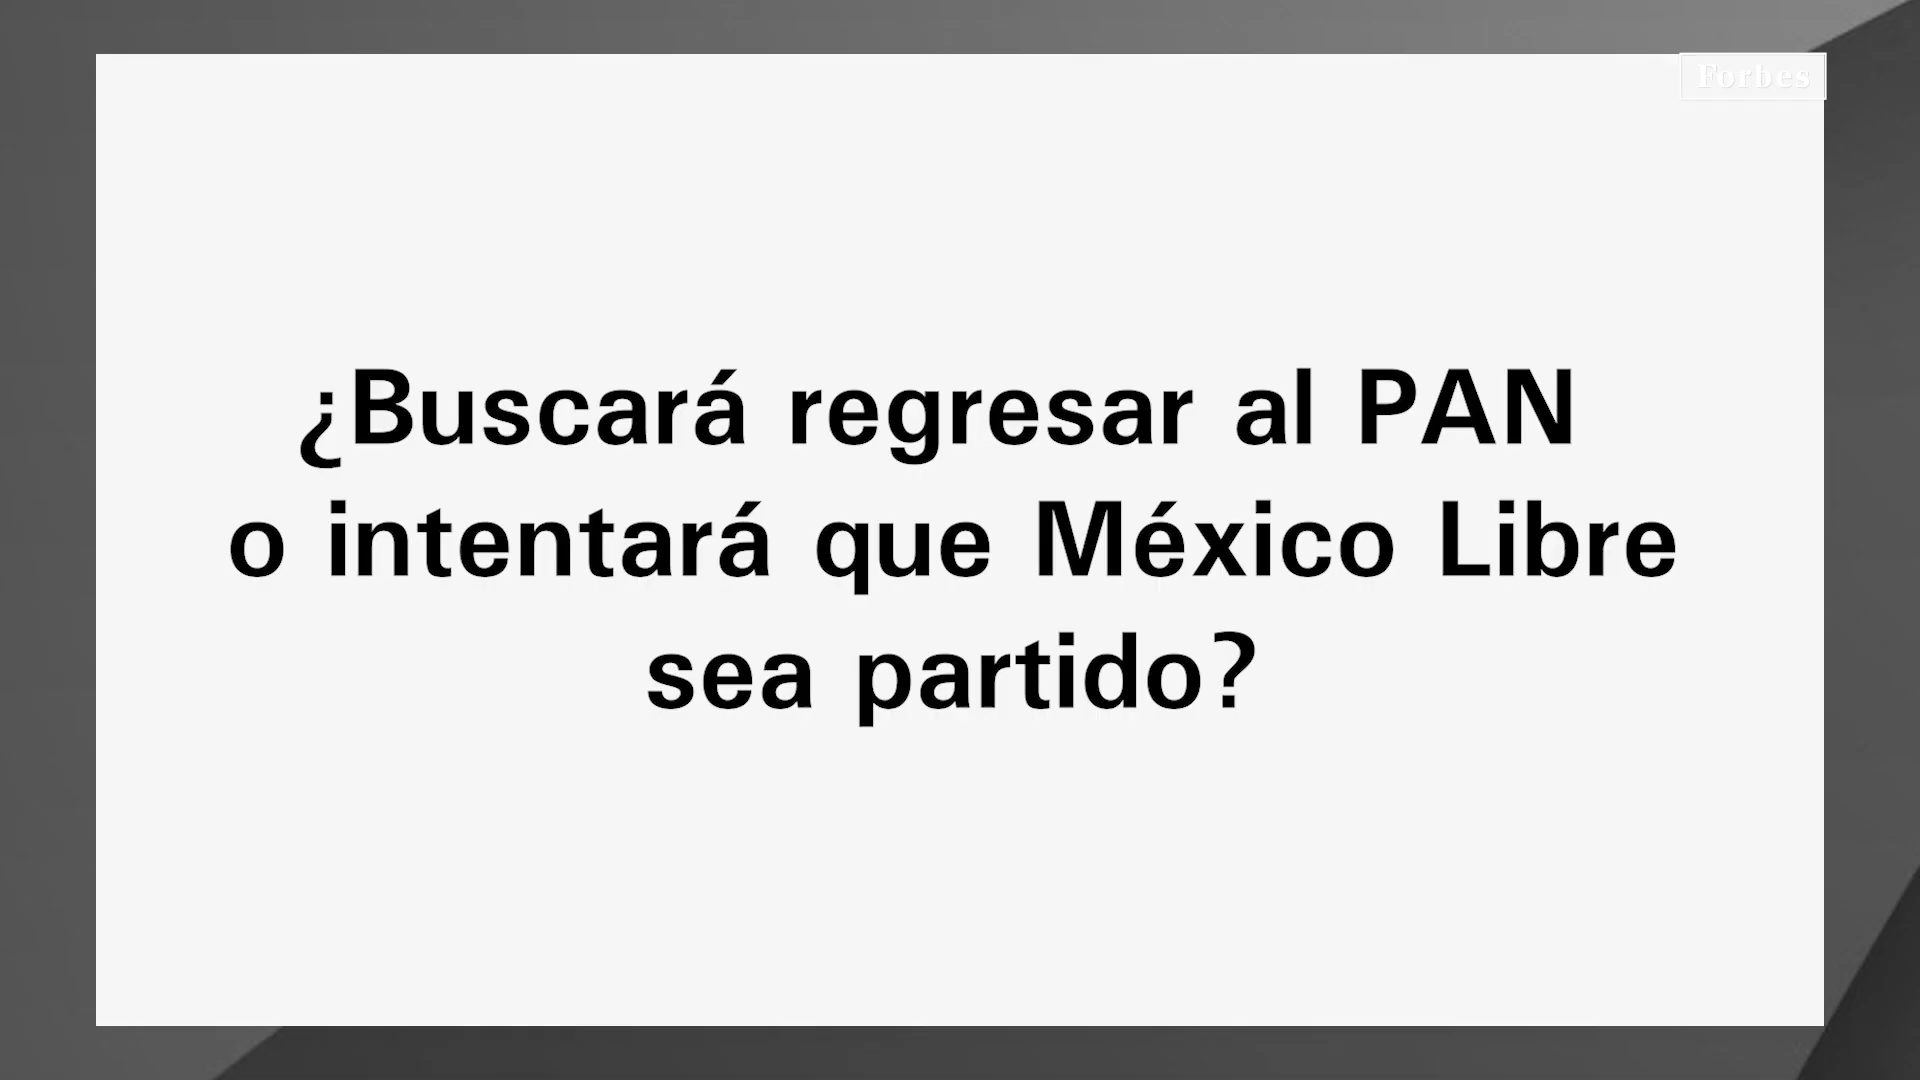 Forbes
¿Buscará regresar al PAN
o intentará que México Libre
sea partido?